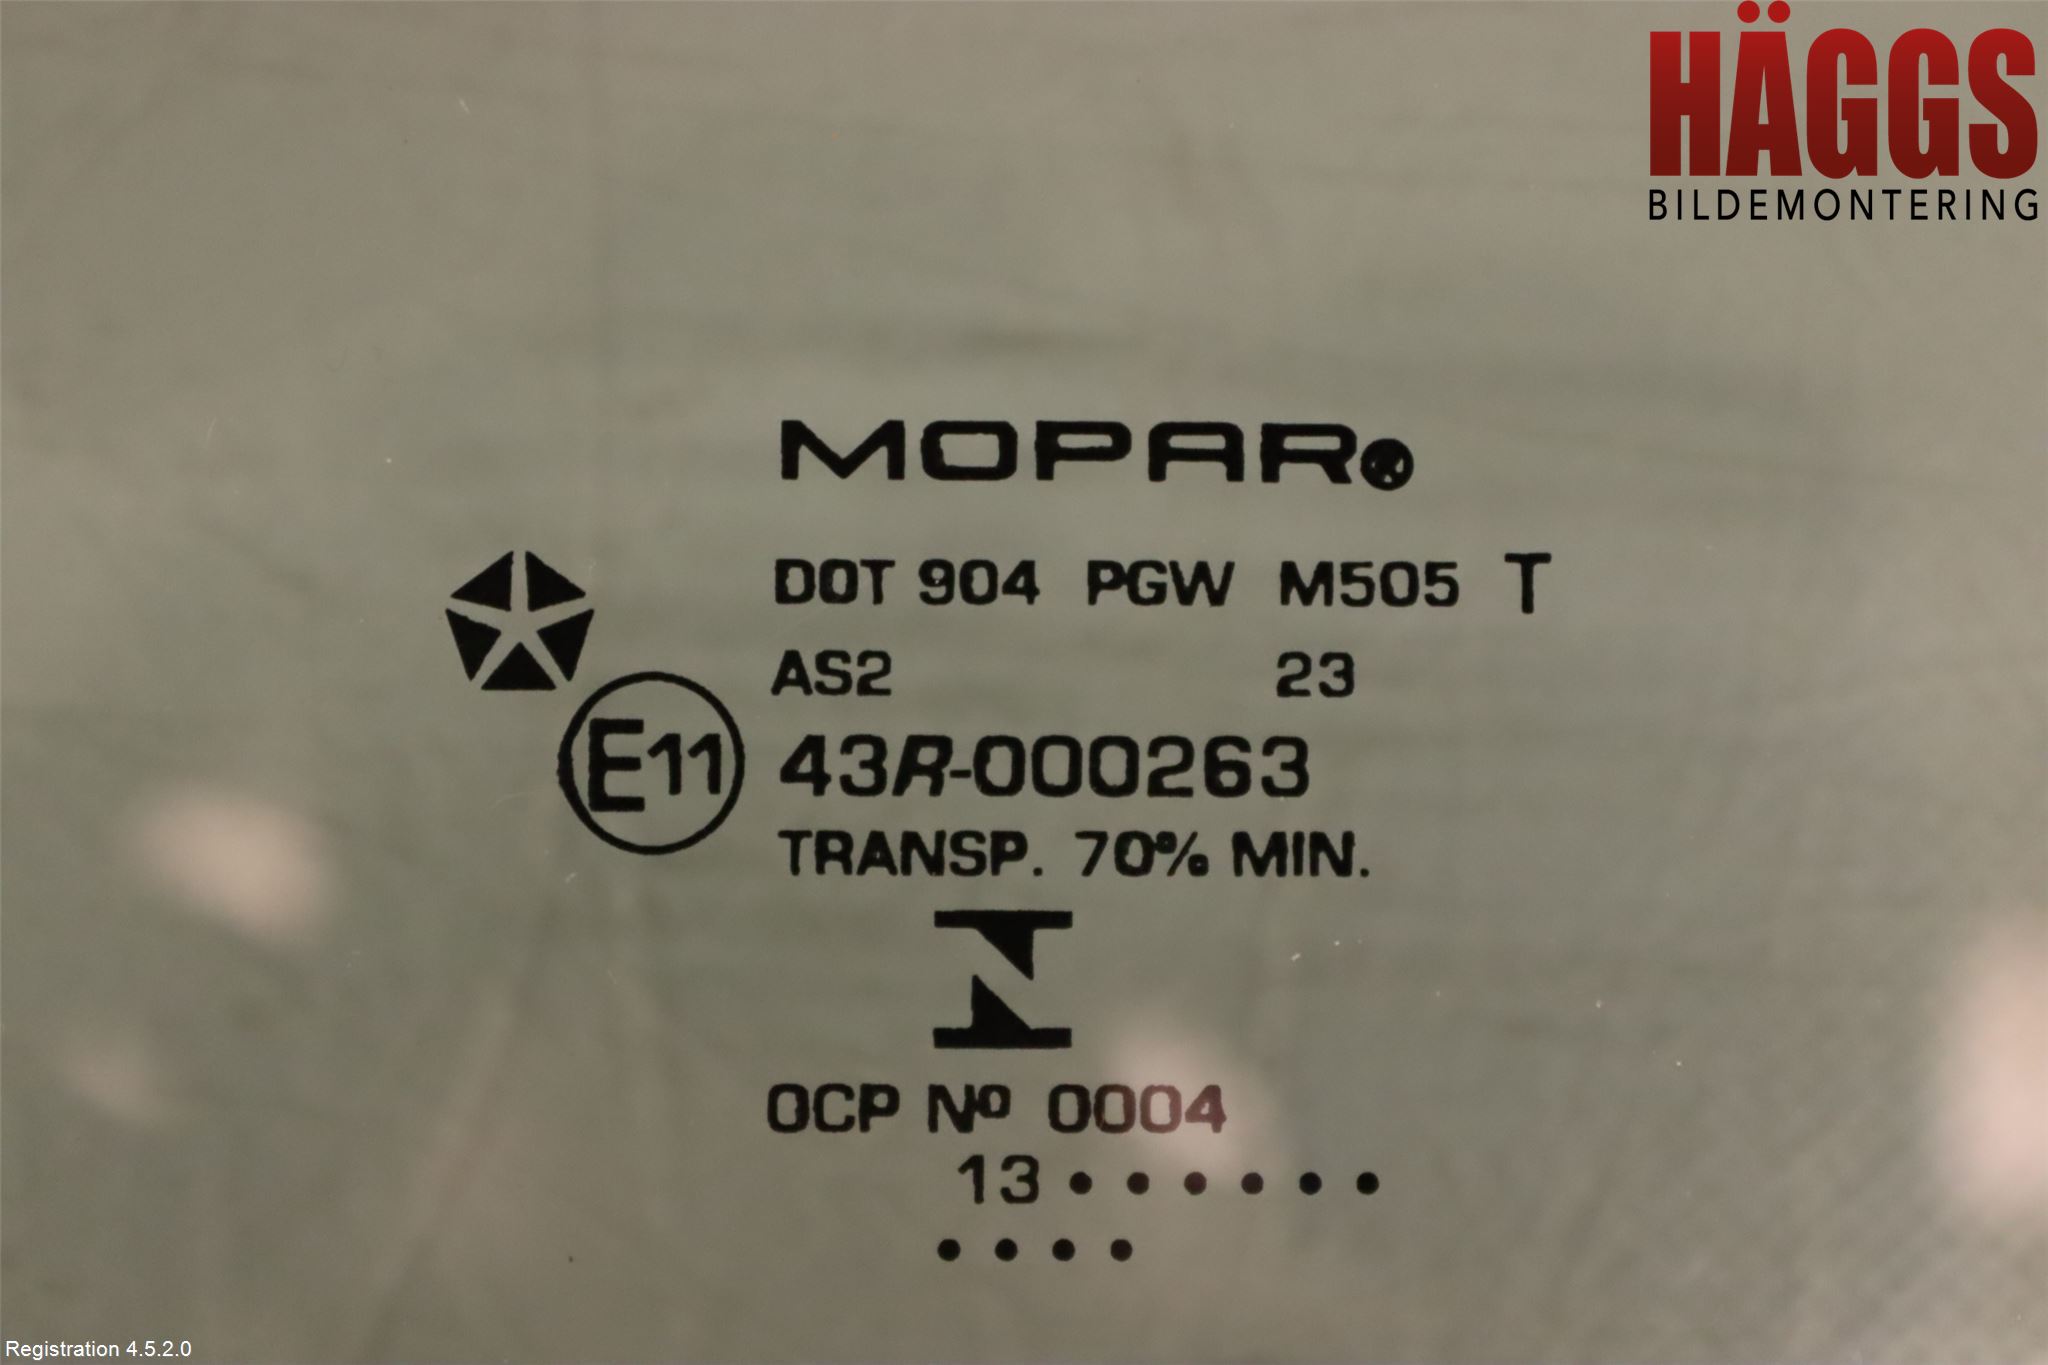 HÄGGS
BILDEMONTERING
MOPAR®
DOT 904 PGW M505 T
AS2 23
E11 43R-000263
TRANSP. 70% MIN.
OCP Nº 0004
13 • • • • • •
• • • •
Registration 4.5.2.0